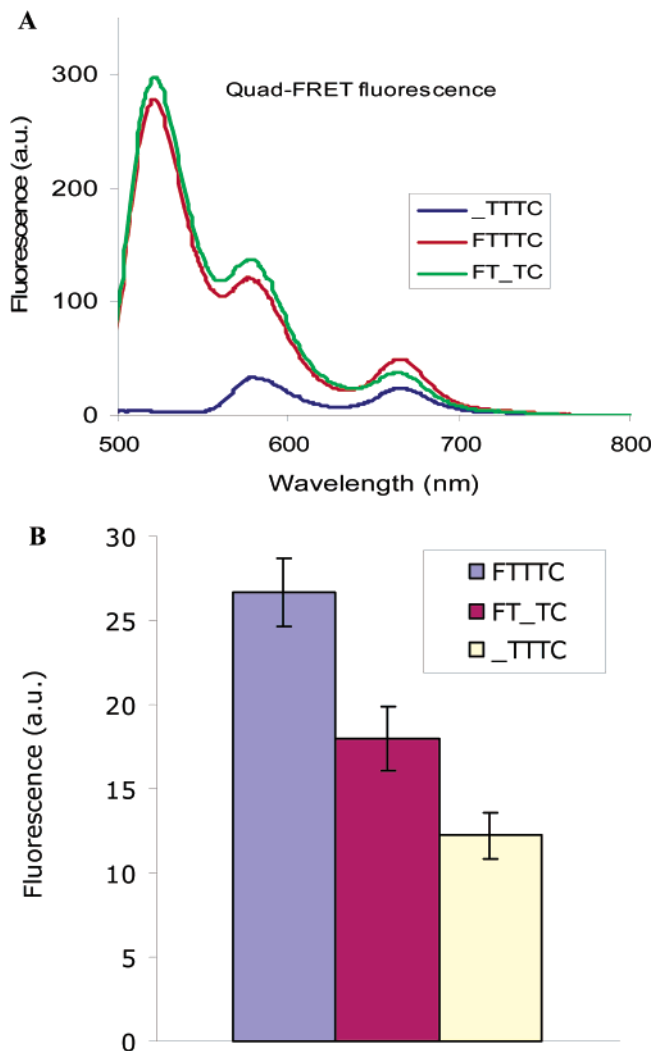 A
Quad-FRET fluorescence
Fluorescence (a.u.)
300
200
100
0
_TTTC
FTTTC
FT_TC
500
600
700
800
Wavelength (nm)
B
Fluorescence (a.u.)
30
25
20
15
10
5
0
FTTTC
FT_TC
_TTTC